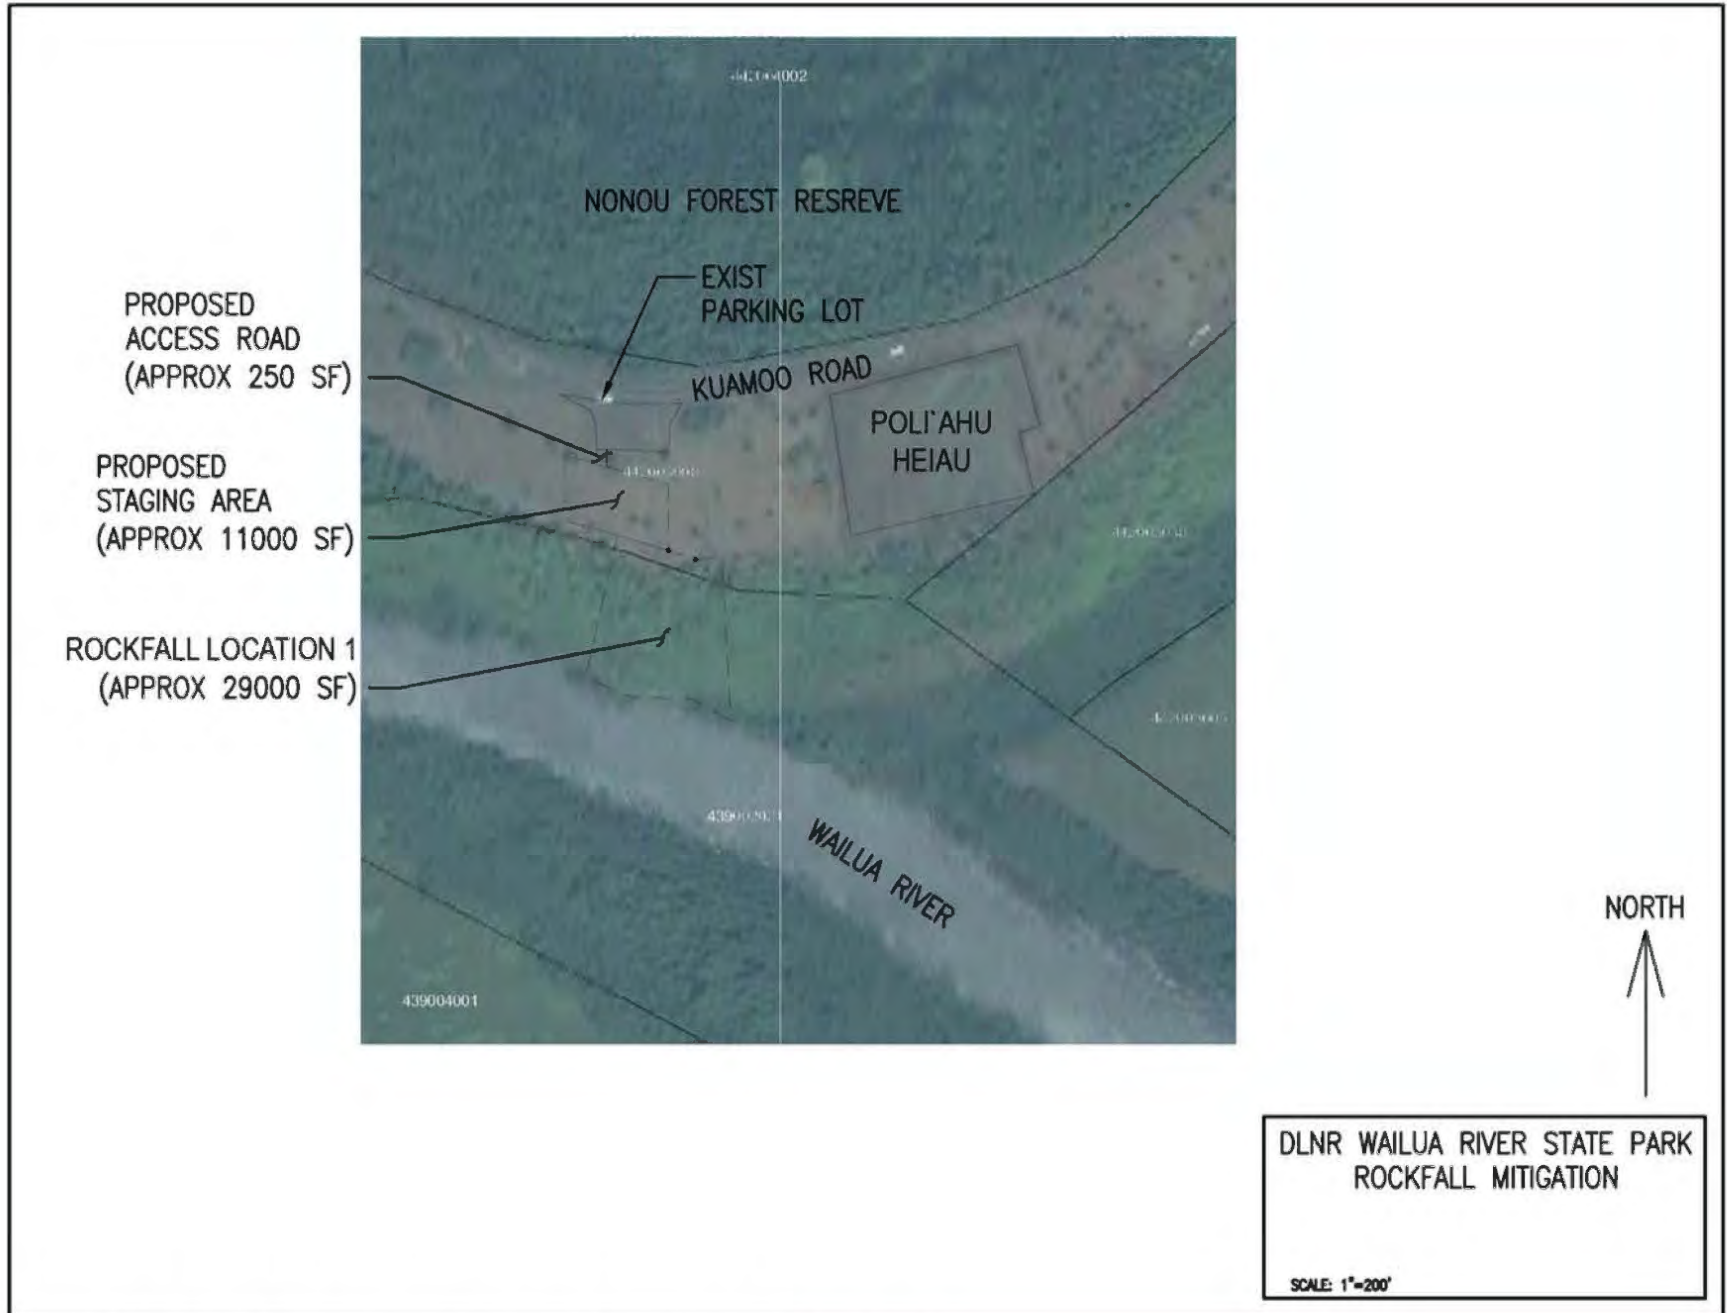 442004002
NONOU FOREST RESREVE
EXIST
PARKING LOT
PROPOSED
ACCESS ROAD
(APPROX 250 SF)
KUAMOO ROAD
POLI'AHU
HEIAU
PROPOSED
STAGING AREA
(APPROX 11000 SF)
ROCKFALL LOCATION 1
(APPROX 29000 SF)
WAILUA RIVER
439004001
NORTH
DLNR WAILUA RIVER STATE PARK
ROCKFALL MITIGATION
SCALE: 1"=200'